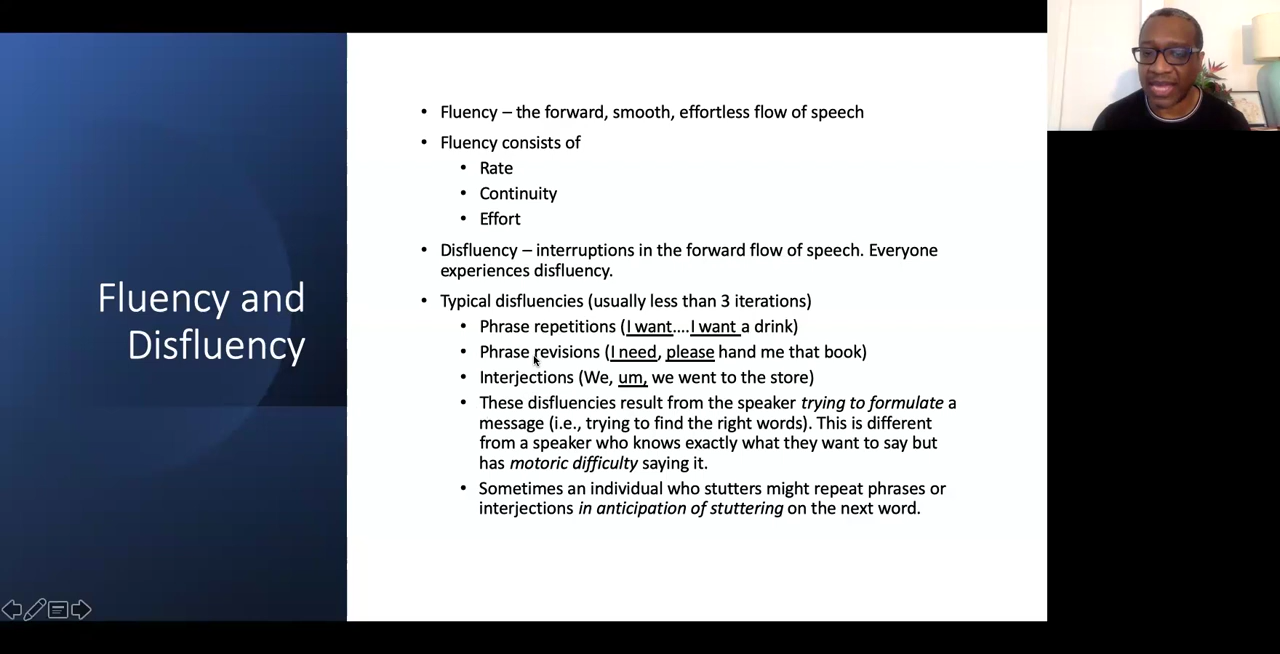 Fluency and
Disfluency
• Fluency – the forward, smooth, effortless flow of speech
• Fluency consists of
• Rate
• Continuity
• Effort
• Disfluency – interruptions in the forward flow of speech. Everyone
experiences disfluency.
• Typical disfluencies (usually less than 3 iterations)
• Phrase repetitions (I want....I want a drink)
• Phrase revisions (I need, please hand me that book)
• Interjections (We, um, we went to the store)
• These disfluencies result from the speaker trying to formulate a
message (i.e., trying to find the right words). This is different
from a speaker who knows exactly what they want to say but
has motoric difficulty saying it.
• Sometimes an individual who stutters might repeat phrases or
interjections in anticipation of stuttering on the next word.